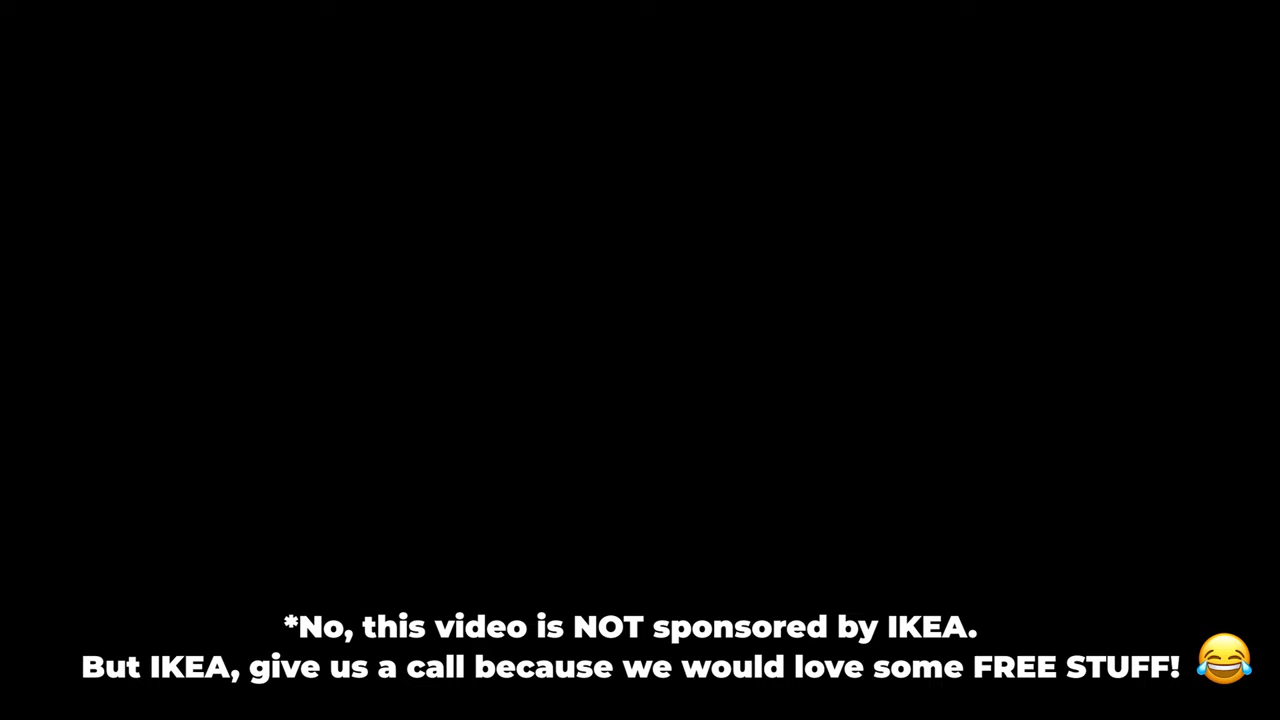 *No, this video is NOT sponsored by IKEA.
But IKEA, give us a call because we would love some FREE STUFF! 😂